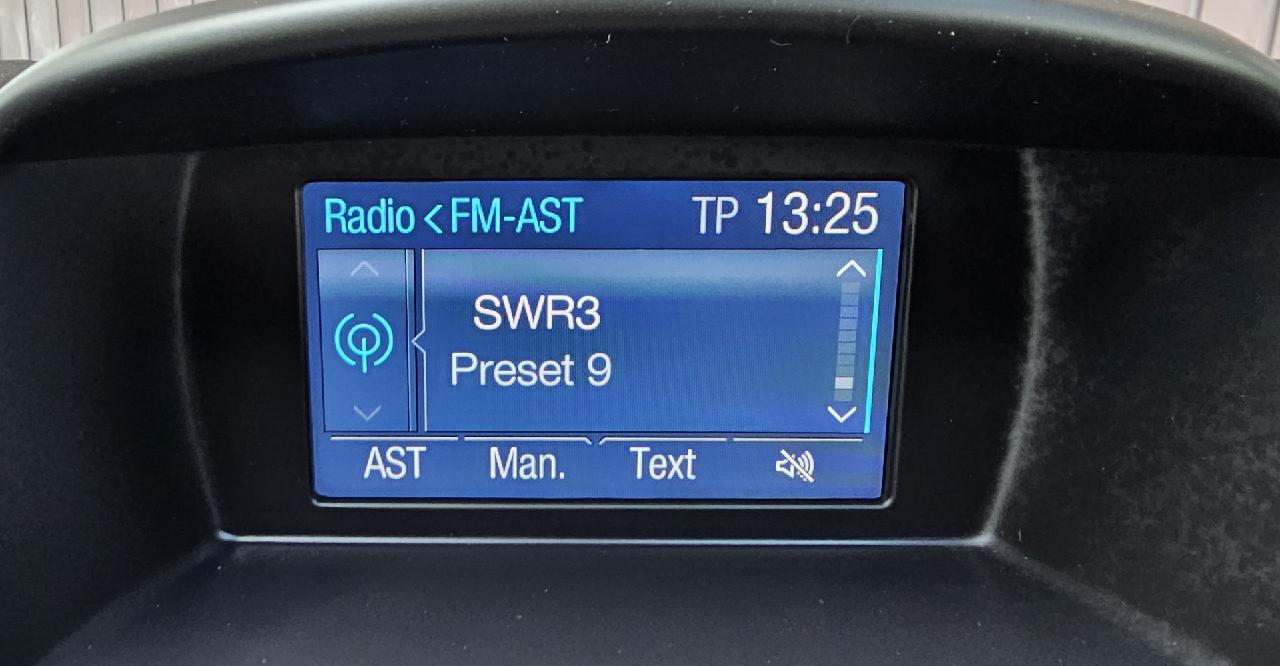 Radio < FM-AST TP 13:25
SWR3
Preset 9
AST Man. Text